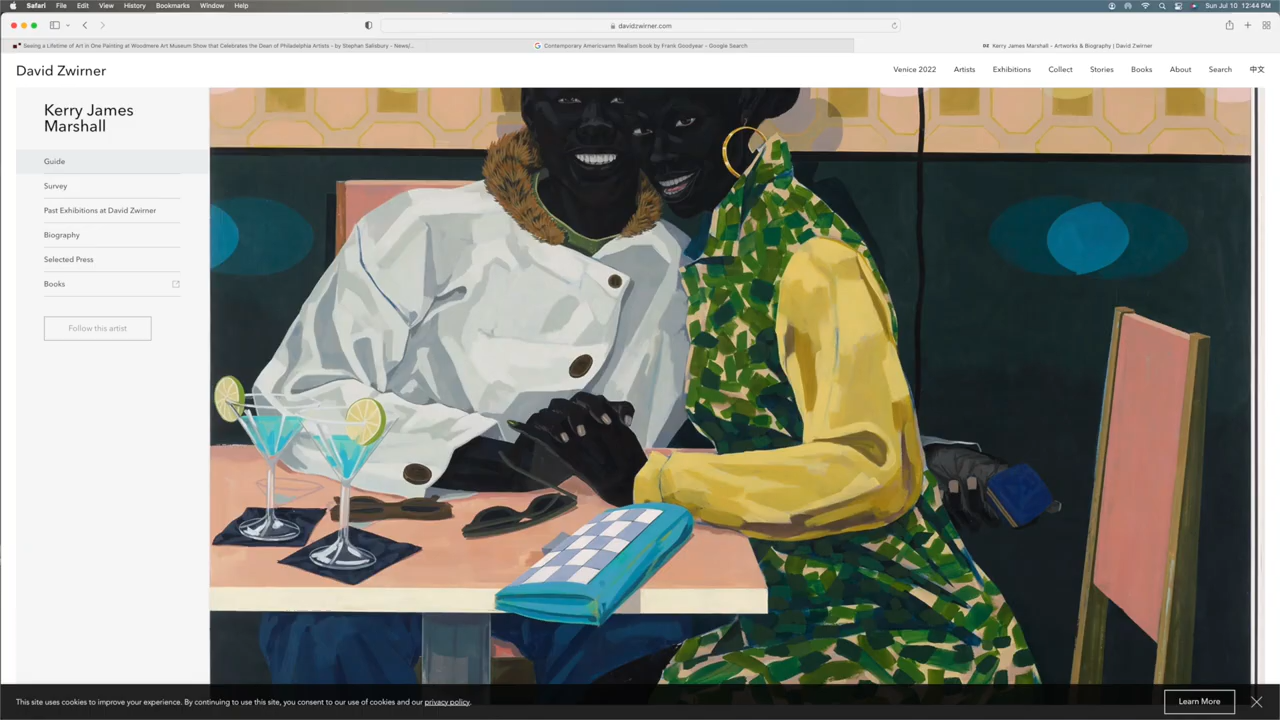 Safari File Edit View History Bookmarks Window Help Sun Jul 10 12:44 PM
davidzwirner.com
Seeing a Lifetime of Art in One Painting at Woodmere Art Museum Show that Celebrates the Dean of Philadelphia Artists - by Stephan Salisbury - News/...
Contemporary Americvamn Realism book by Frank Goodyear - Google Search
Kerry James Marshall - Artworks & Biography | David Zwirner
David Zwirner
Venice 2022 Artists Exhibitions Collect Stories Books About Search 中文
Kerry James
Marshall
Guide
Survey
Past Exhibitions at David Zwirner
Biography
Selected Press
Books
Follow this artist
This site uses cookies to improve your experience. By continuing to use this site, you consent to our use of cookies and our privacy policy.
Learn More